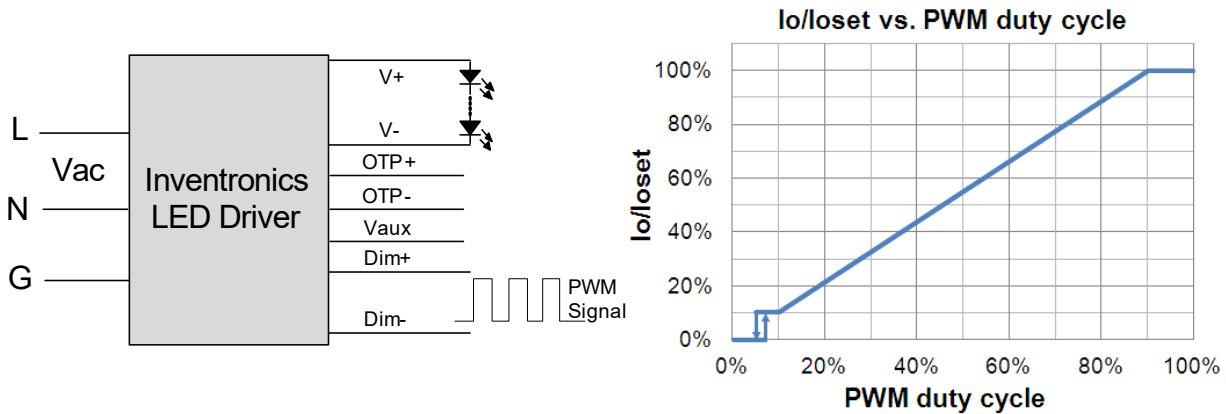 L
Vac
N
G
Inventronics
LED Driver
V+
V-
OTP+
OTP-
Vaux
Dim+
Dim-
PWM
Signal
Io/Ioset vs. PWM duty cycle
Io/Ioset
100%
80%
60%
40%
20%
0%
0%
20%
40%
60%
80%
100%
PWM duty cycle